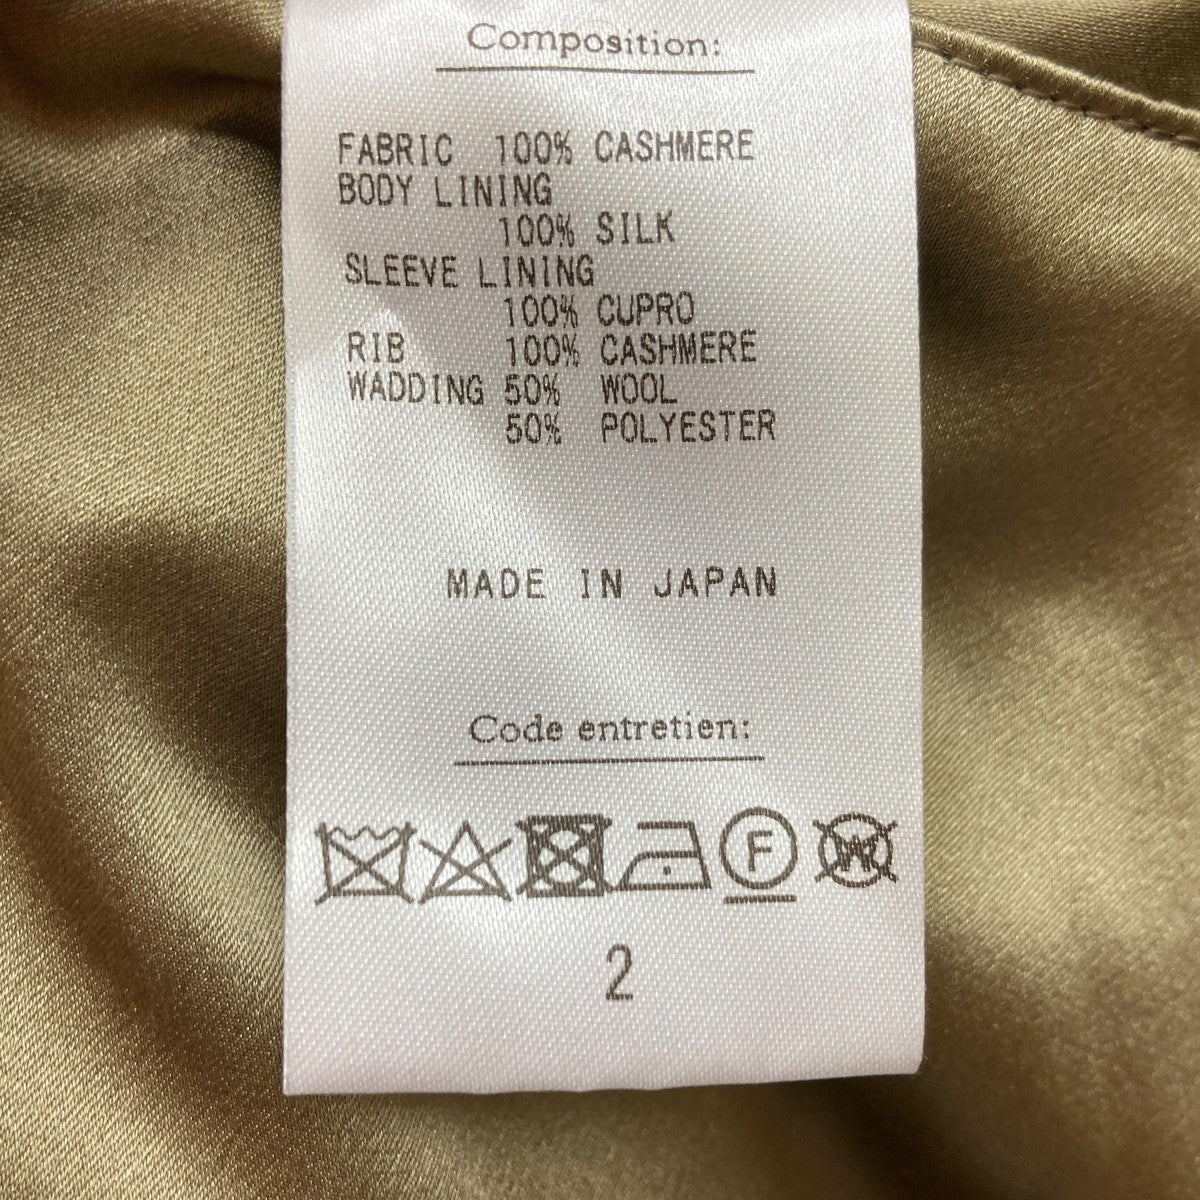 Composition:
FABRIC 100% CASHMERE
BODY LINING
100% SILK
SLEEVE LINING
100% CUPRO
RIB 100% CASHMERE
WADDING 50% WOOL
50% POLYESTER
MADE IN JAPAN
Code entretien:
F W
2